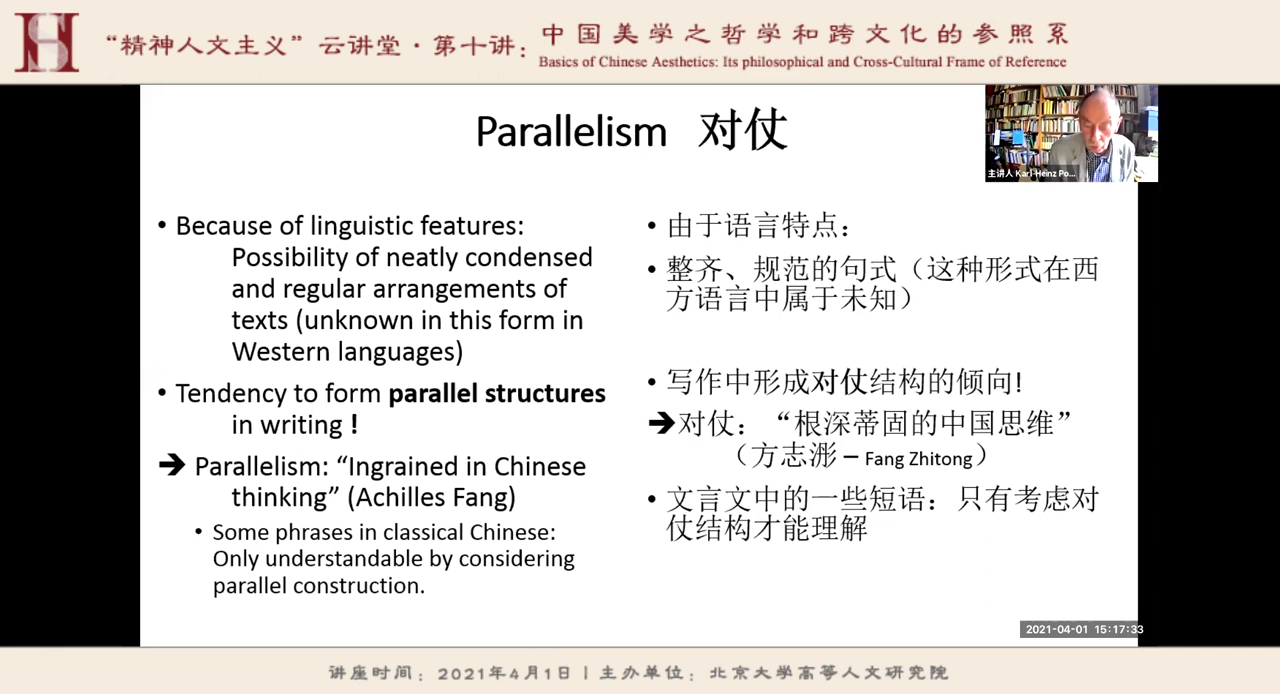 “精神人文主义”云讲堂·第十讲：
中国美学之哲学和跨文化的参照系
Basics of Chinese Aesthetics: Its philosophical and Cross-Cultural Frame of Reference
主讲人 Karl-Heinz Po...
Parallelism 对仗
• Because of linguistic features:
Possibility of neatly condensed
and regular arrangements of
texts (unknown in this form in
Western languages)
• Tendency to form parallel structures
in writing !
➔ Parallelism: “Ingrained in Chinese
thinking” (Achilles Fang)
• Some phrases in classical Chinese:
Only understandable by considering
parallel construction.
• 由于语言特点：
• 整齐、规范的句式（这种形式在西
方语言中属于未知）
• 写作中形成对仗结构的倾向!
➔对仗：“根深蒂固的中国思维”
（方志浵 – Fang Zhitong）
• 文言文中的一些短语：只有考虑对
仗结构才能理解
2021-04-01 15:17:33
讲座时间：2021年4月1日 | 主办单位：北京大学高等人文研究院